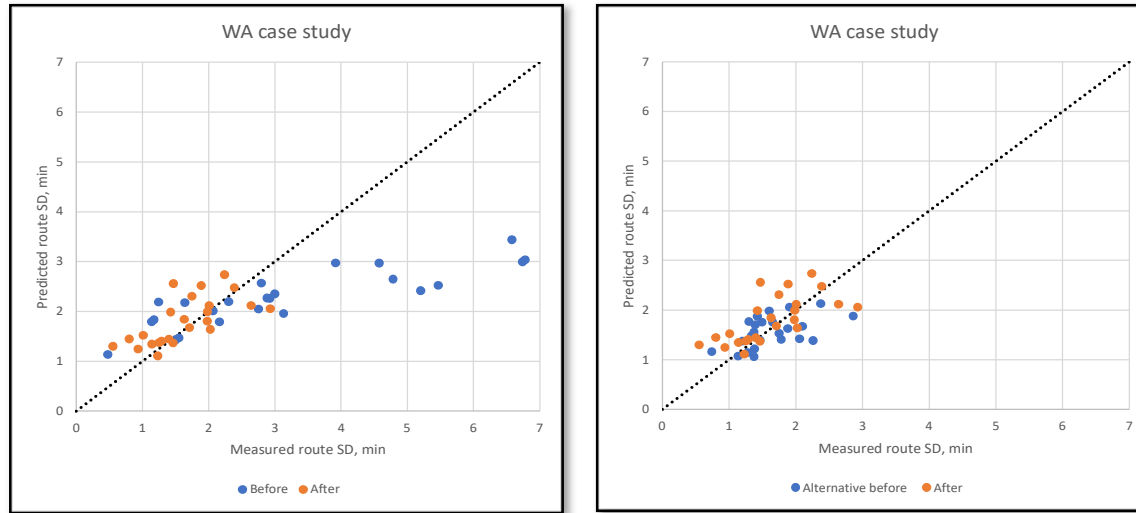 WA case study
7
6
5
4
3
2
1
0
Predicted route SD, min
0 1 2 3 4 5 6 7
Measured route SD, min
Before After
WA case study
7
6
5
4
3
2
1
0
Predicted route SD, min
0 1 2 3 4 5 6 7
Measured route SD, min
Alternative before After